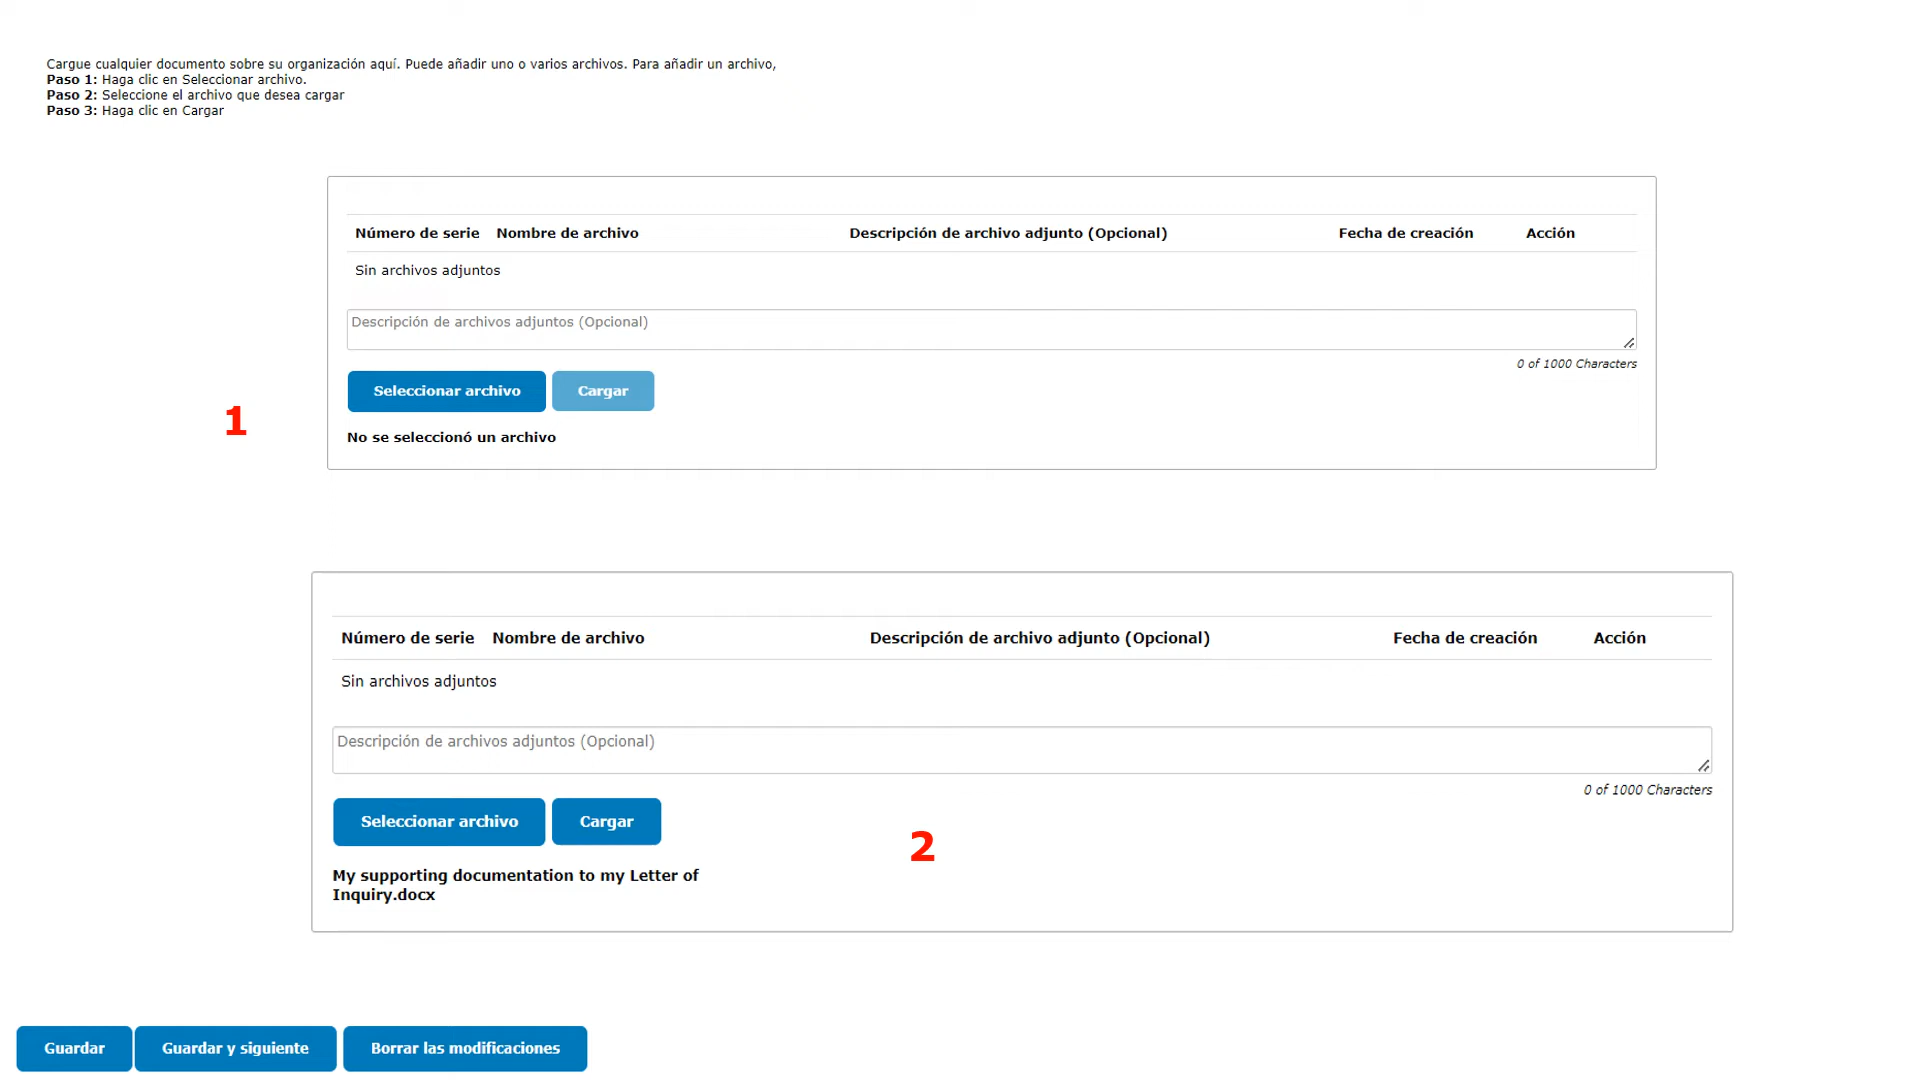 Cargue cualquier documento sobre su organización aquí. Puede añadir uno o varios archivos. Para añadir un archivo,
Paso 1: Haga clic en Seleccionar archivo.
Paso 2: Seleccione el archivo que desea cargar
Paso 3: Haga clic en Cargar
Número de serie Nombre de archivo Descripción de archivo adjunto (Opcional) Fecha de creación Acción
Sin archivos adjuntos
Descripción de archivos adjuntos (Opcional)
0 of 1000 Characters
Seleccionar archivo Cargar
1
No se seleccionó un archivo
Número de serie Nombre de archivo Descripción de archivo adjunto (Opcional) Fecha de creación Acción
Sin archivos adjuntos
Descripción de archivos adjuntos (Opcional)
0 of 1000 Characters
Seleccionar archivo Cargar
2
My supporting documentation to my Letter of
Inquiry.docx
Guardar Guardar y siguiente Borrar las modificaciones